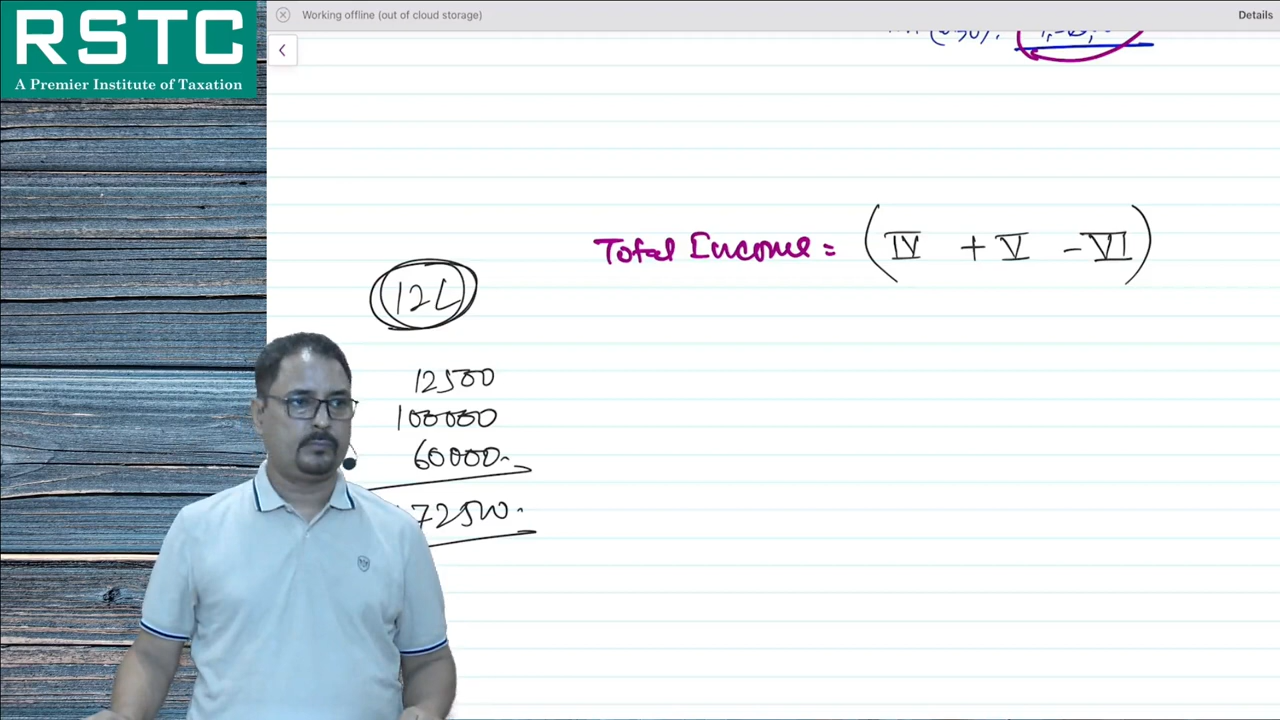 RSTC
A Premier Institute of Taxation
Working offline (out of cloud storage)
Details
Total Income = (IV + V - VI)
12L
12500
100000
60000
72500